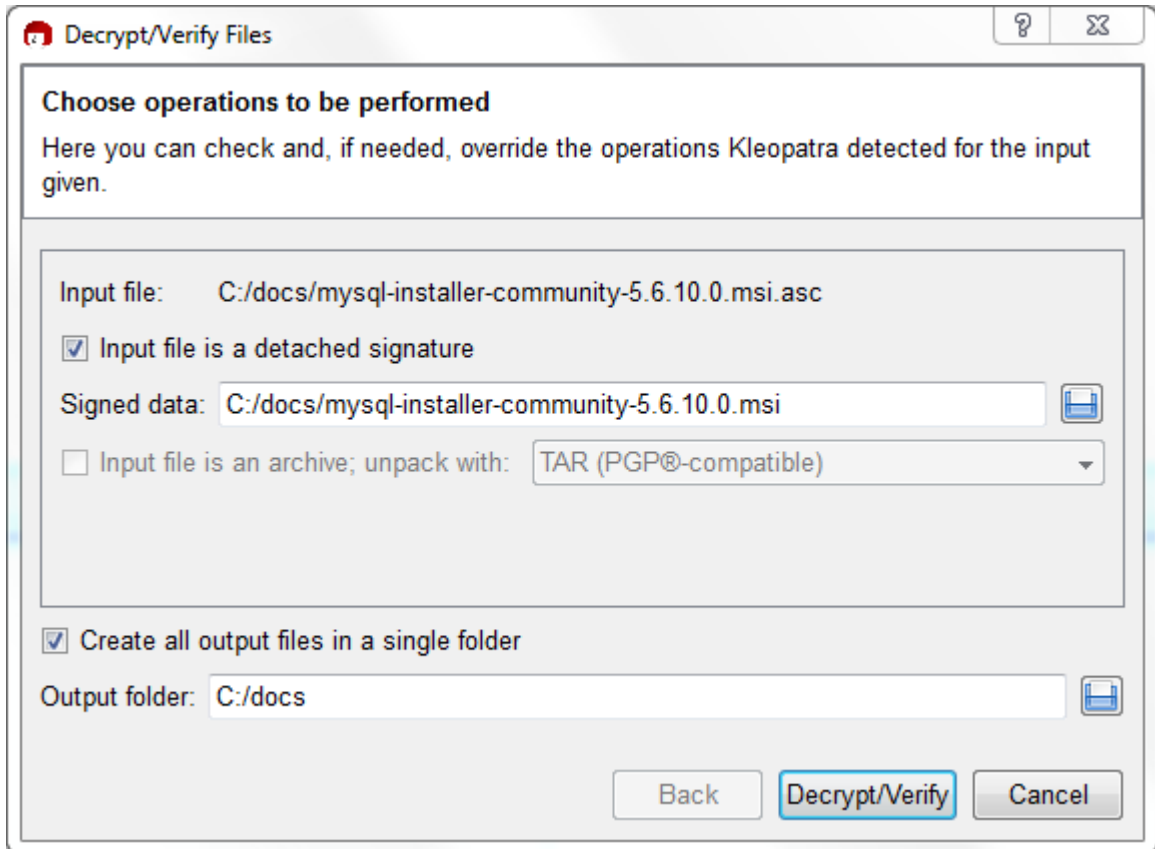 Decrypt/Verify Files
Choose operations to be performed
Here you can check and, if needed, override the operations Kleopatra detected for the input
given.
Input file: C:/docs/mysql-installer-community-5.6.10.0.msi.asc
Input file is a detached signature
Signed data: C:/docs/mysql-installer-community-5.6.10.0.msi
Input file is an archive; unpack with: TAR (PGP®-compatible)
Create all output files in a single folder
Output folder: C:/docs
Back Decrypt/Verify Cancel